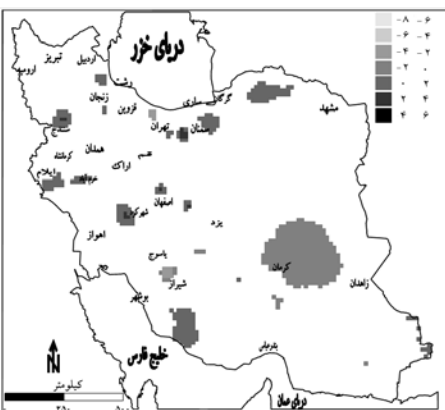 دریای خزر
-۸ -۶
-۶ -۴
-۴ -۲
-۲ ۰
۰ ۲
۲ ۴
۴ ۶
اردبیل
تبریز
ارومیه
رشت
زنجان
گرگان
ساری
مشهد
قزوین
تهران
سمنان
سنندج
همدان
قم
کرمانشاه
اراک
ایلام
خرم‌آباد
اصفهان
شهرکرد
یزد
اهواز
یاسوج
کرمان
شیراز
زاهدان
بوشهر
بندرعباس
خلیج فارس
N
کیلومتر
دریای عمان
۲۵۰ ۵۰۰